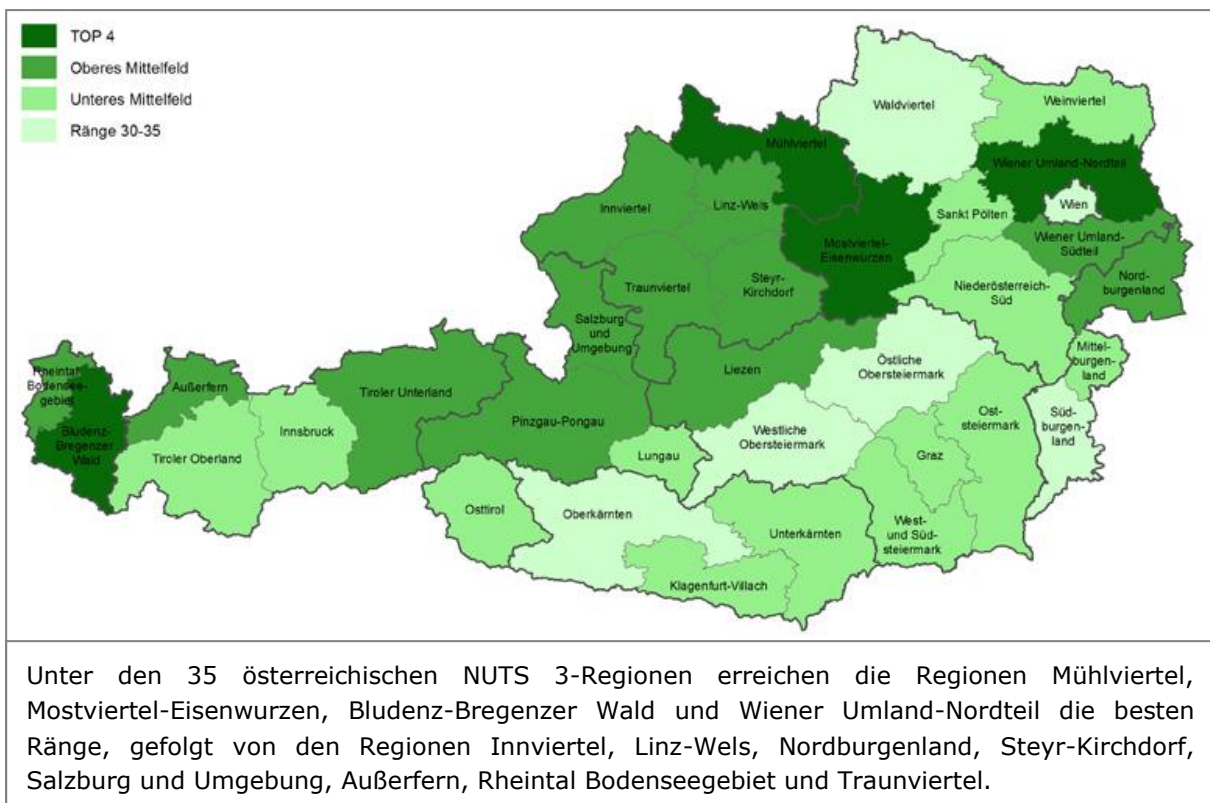 TOP 4
Oberes Mittelfeld
Unteres Mittelfeld
Ränge 30-35
Waldviertel
Weinviertel
Mühlviertel
Wiener Umland-Nordteil
Innviertel
Linz-Wels
Sankt Pölten
Wien
Mostviertel-
Eisenwurzen
Wiener Umland-
Südteil
Traunviertel
Steyr-
Kirchdorf
Niederösterreich-
Süd
Nord-
burgenland
Salzburg
und
Umgebung
Mittel-
burgen-
land
Rheintal
Bodensee-
gebiet
Außerfern
Tiroler Unterland
Liezen
Östliche
Obersteiermark
Bludenz-
Bregenzer
Wald
Innsbruck
Pinzgau-Pongau
Ost-
steiermark
Süd-
burgen-
land
Tiroler Oberland
Lungau
Westliche
Obersteiermark
Graz
Osttirol
Oberkärnten
Unterkärnten
West-
und Süd-
steiermark
Klagenfurt-Villach
Unter den 35 österreichischen NUTS 3-Regionen erreichen die Regionen Mühlviertel,
Mostviertel-Eisenwurzen, Bludenz-Bregenzer Wald und Wiener Umland-Nordteil die besten
Ränge, gefolgt von den Regionen Innviertel, Linz-Wels, Nordburgenland, Steyr-Kirchdorf,
Salzburg und Umgebung, Außerfern, Rheintal Bodenseegebiet und Traunviertel.